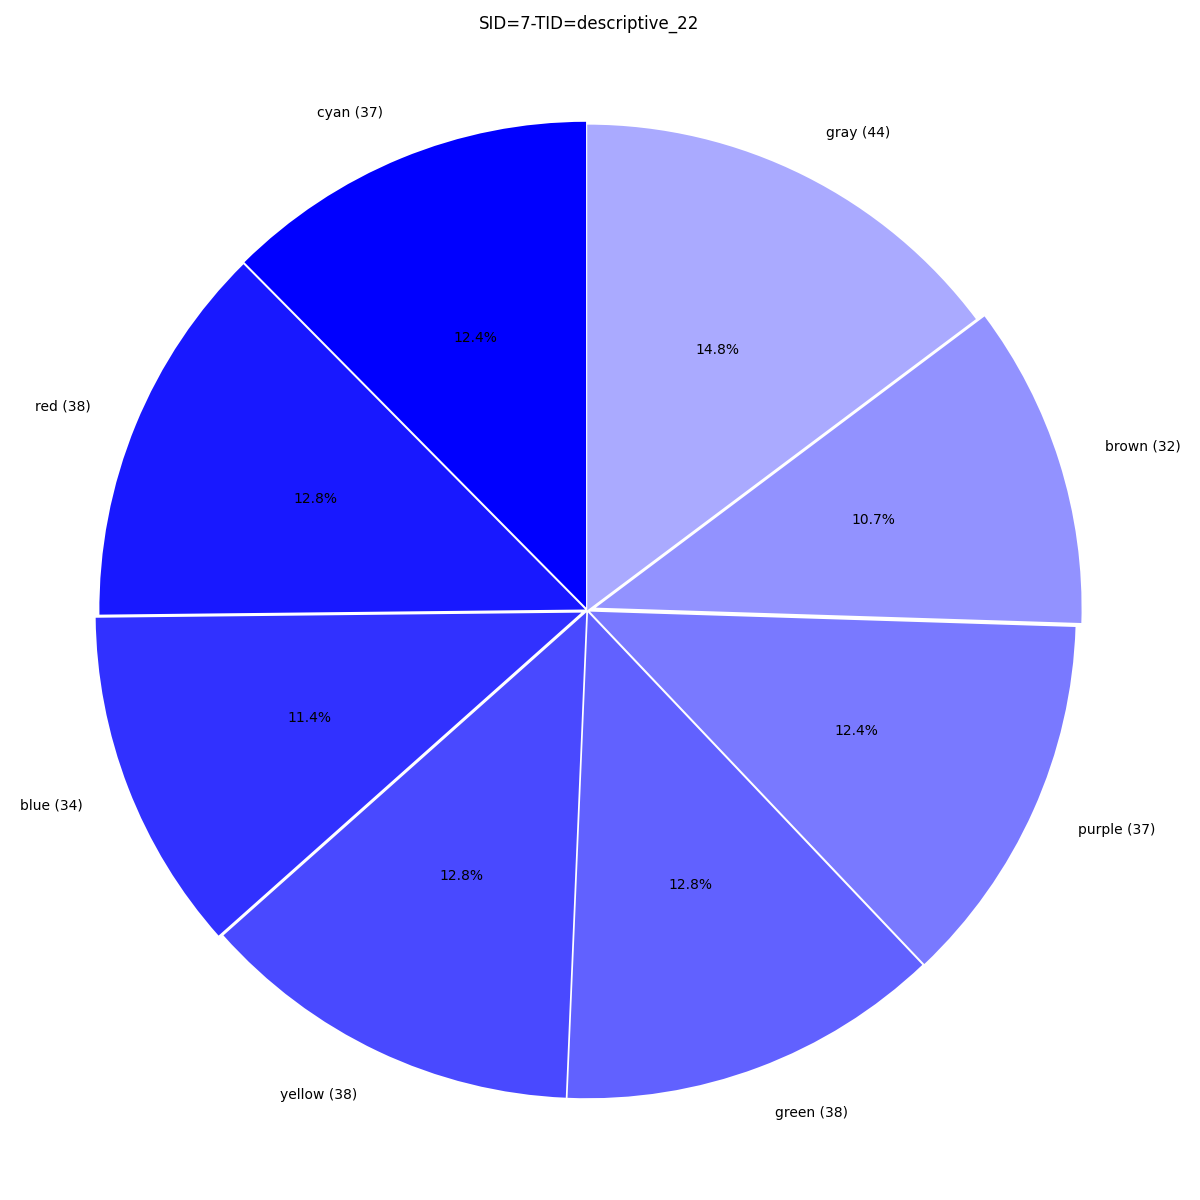 SID=7-TID=descriptive_22
cyan (37)
gray (44)
12.4%
14.8%
red (38)
brown (32)
12.8%
10.7%
11.4%
12.4%
blue (34)
purple (37)
12.8%
12.8%
yellow (38)
green (38)